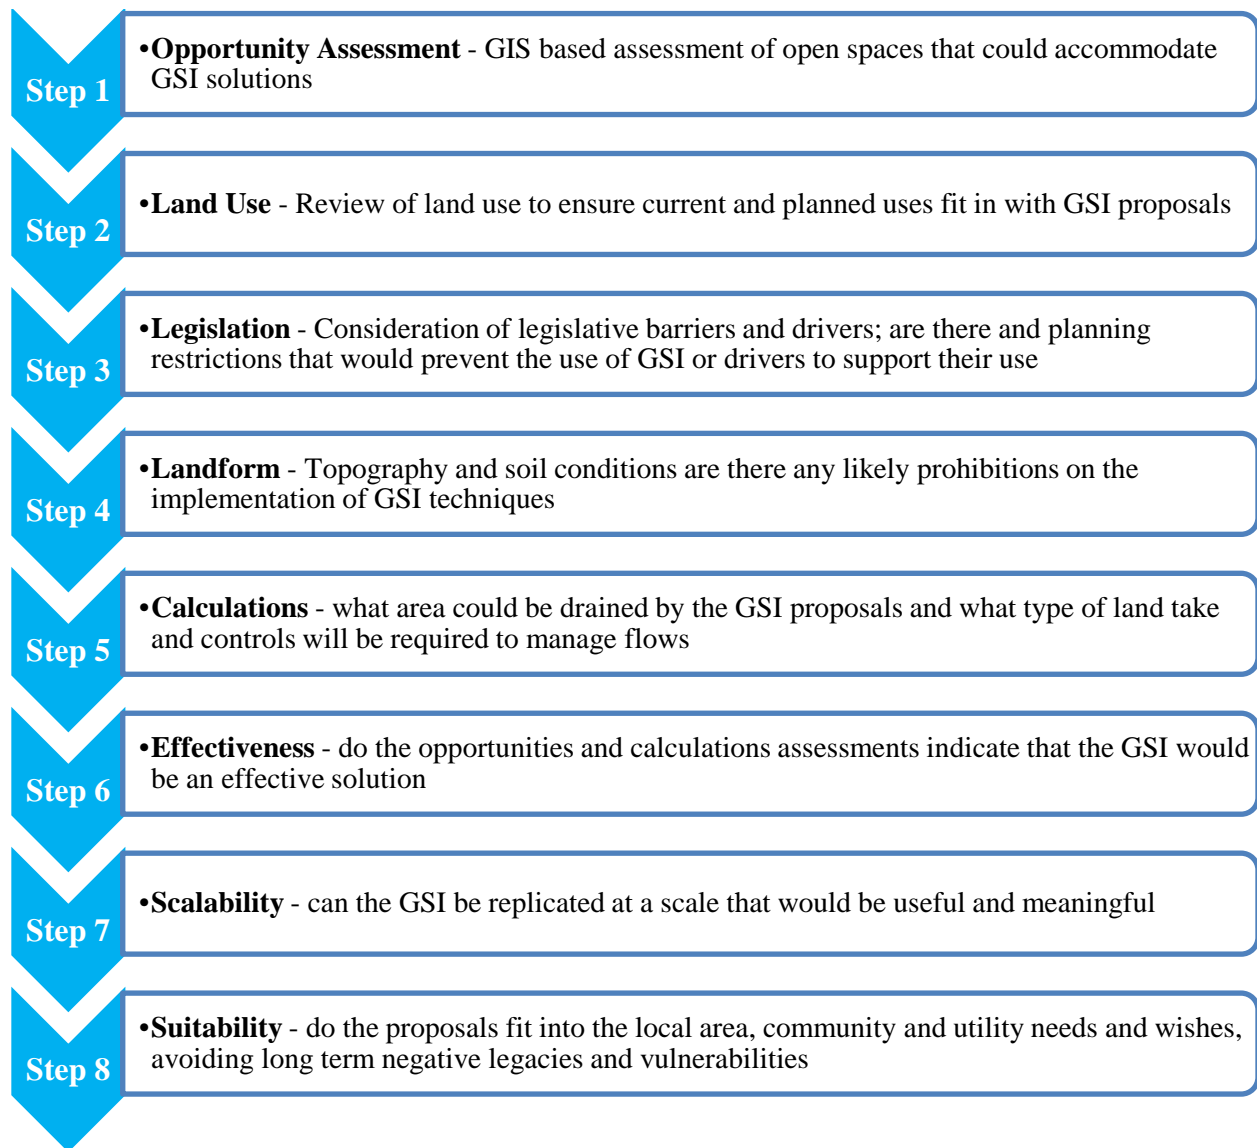 Step 1
•Opportunity Assessment - GIS based assessment of open spaces that could accommodate
GSI solutions
Step 2
•Land Use - Review of land use to ensure current and planned uses fit in with GSI proposals
Step 3
•Legislation - Consideration of legislative barriers and drivers; are there and planning
restrictions that would prevent the use of GSI or drivers to support their use
Step 4
•Landform - Topography and soil conditions are there any likely prohibitions on the
implementation of GSI techniques
Step 5
•Calculations - what area could be drained by the GSI proposals and what type of land take
and controls will be required to manage flows
Step 6
•Effectiveness - do the opportunities and calculations assessments indicate that the GSI would
be an effective solution
Step 7
•Scalability - can the GSI be replicated at a scale that would be useful and meaningful
Step 8
•Suitability - do the proposals fit into the local area, community and utility needs and wishes,
avoiding long term negative legacies and vulnerabilities